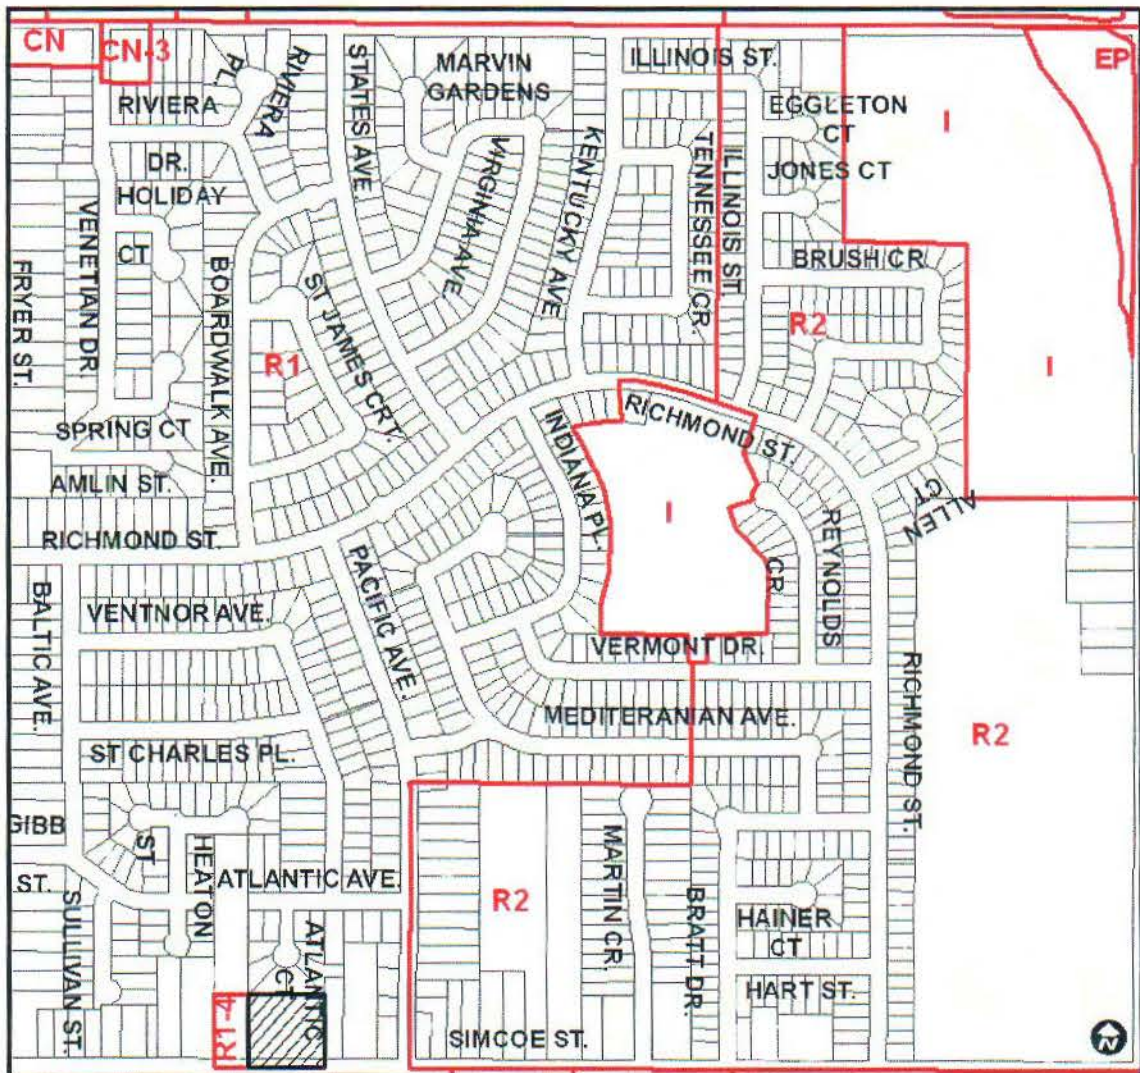 CN
CN-3
RIVIERA
PL.
RIVIERA
DR.
HOLIDAY
CT
STATES AVE.
MARVIN
GARDENS
ILLINOIS ST.
EGGLETON
CT
JONES CT
I
EP
VIRGINIA AVE.
KENTUCKY AVE
TENNESSEE CR.
ILLINOIS ST
BRUSH CR
R2
I
FRYER ST.
VENETIAN DR.
BOARDWALK AVE.
ST JAMES CRT.
R1
SPRING CT
AMLIN ST.
RICHMOND ST.
RICHMOND ST.
INDIANA PL.
I
ALLEN
CT
REYNOLDS
CR
BALTIC AVE.
VENTNOR AVE.
PACIFIC AVE.
VERMONT DR.
MEDITERANIAN AVE.
RICHMOND ST.
R2
ST CHARLES PL.
GIBB
ST.
HEATON
ST
ATLANTIC AVE.
SULLIVAN ST.
ATLANTIC
CT
R1-4
R2
MARTIN CR.
BRATT DR.
HAINER
CT
HART ST.
SIMCOE ST.
N